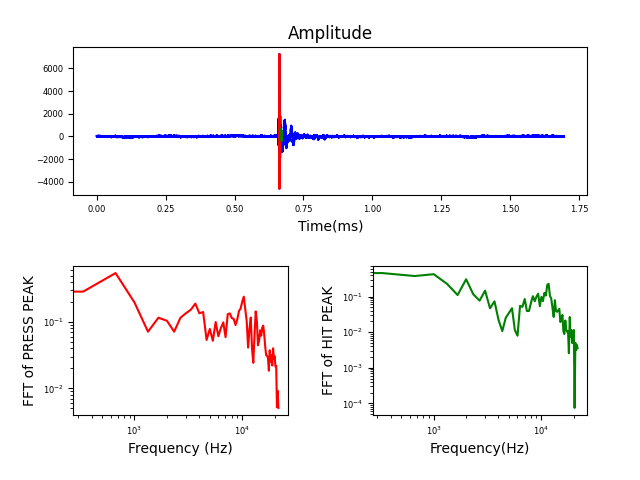 Amplitude
6000
4000
2000
0
−2000
−4000
0.00 0.25 0.50 0.75 1.00 1.25 1.50 1.75
Time(ms)
FFT of PRESS PEAK
10⁻¹
10⁻²
10³ 10⁴
Frequency (Hz)
FFT of HIT PEAK
10⁻¹
10⁻²
10⁻³
10⁻⁴
10³ 10⁴
Frequency(Hz)